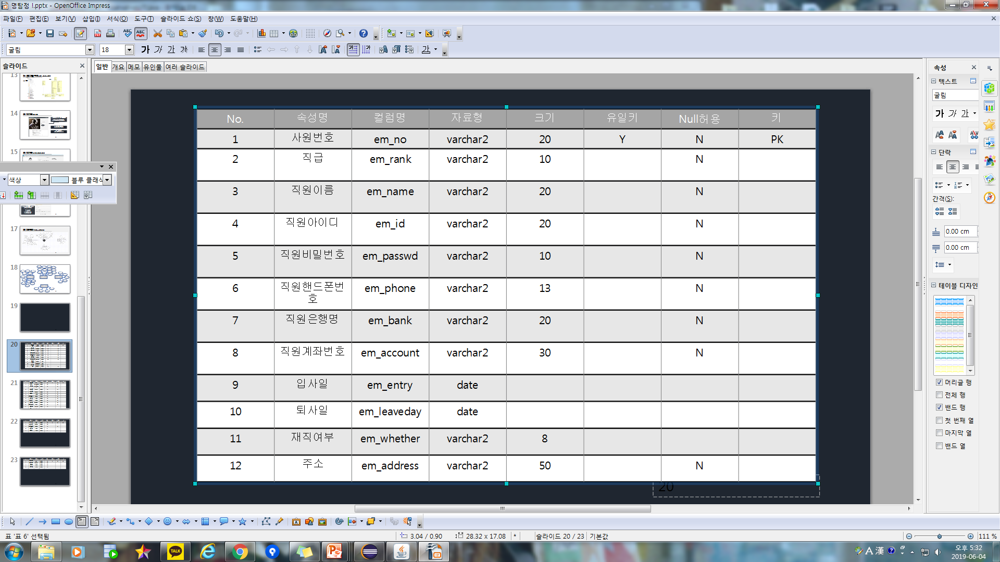 명탐정 !.pptx - OpenOffice Impress
파일(F) 편집(E) 보기(V) 삽입(I) 서식(O) 도구(T) 슬라이드 쇼(S) 창(W) 도움말(H)
굴림 18 가 가 가 가
슬라이드
일반 개요 메모 유인물 여러 슬라이드
속성
텍스트
굴림
가 가 가
단락
간격(S):
0.00 cm
0.00 cm
테이블 디자인
머리글 행
전체 행
밴드 행
첫 번째 열
마지막 열
밴드 열
13
14
15
색상 블루 클래식
17
18
19
20
21
22
23
No. 속성명 컬럼명 자료형 크기 유일키 Null허용 키
1 사원번호 em_no varchar2 20 Y N PK
2 직급 em_rank varchar2 10 N
3 직원이름 em_name varchar2 20 N
4 직원아이디 em_id varchar2 20 N
5 직원비밀번호 em_passwd varchar2 10 N
6 직원핸드폰번호 em_phone varchar2 13 N
7 직원은행명 em_bank varchar2 20 N
8 직원계좌번호 em_account varchar2 30 N
9 입사일 em_entry date
10 퇴사일 em_leaveday date
11 재직여부 em_whether varchar2 8
12 주소 em_address varchar2 50 N
20
표 '표 6' 선택됨 3.04 / 0.90 28.32 x 17.08 * 슬라이드 20 / 23 기본값 111 %
TALK A 漢 오후 5:32
2019-06-04